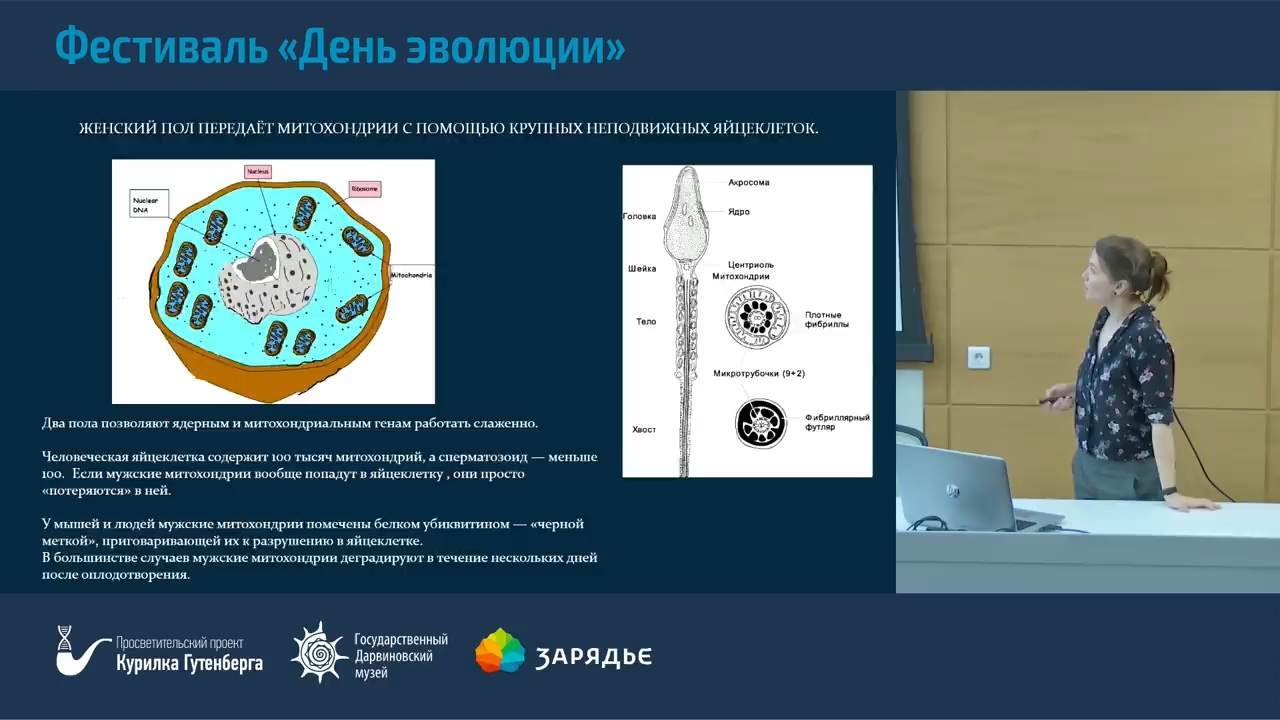 Фестиваль «День эволюции»
ЖЕНСКИЙ ПОЛ ПЕРЕДАЁТ МИТОХОНДРИИ С ПОМОЩЬЮ КРУПНЫХ НЕПОДВИЖНЫХ ЯЙЦЕКЛЕТОК.
Nucleus
Ribosome
Nuclear
DNA
Mitochondria
Акросома
Ядро
Головка
Шейка
Центриоль
Митохондрии
Тело
Плотные
фибриллы
Микротрубочки (9+2)
Хвост
Фибриллярный
футляр
Два пола позволяют ядерным и митохондриальным генам работать слаженно.
Человеческая яйцеклетка содержит 100 тысяч митохондрий, а сперматозоид — меньше
100. Если мужские митохондрии вообще попадут в яйцеклетку , они просто
«потеряются» в ней.
У мышей и людей мужские митохондрии помечены белком убиквитином — «черной
меткой», приговаривающей их к разрушению в яйцеклетке.
В большинстве случаев мужские митохондрии деградируют в течение нескольких дней
после оплодотворения.
hp
Просветительский проект
Курилка Гутенберга
Государственный
Дарвиновский
музей
ЗАРЯДЬЕ